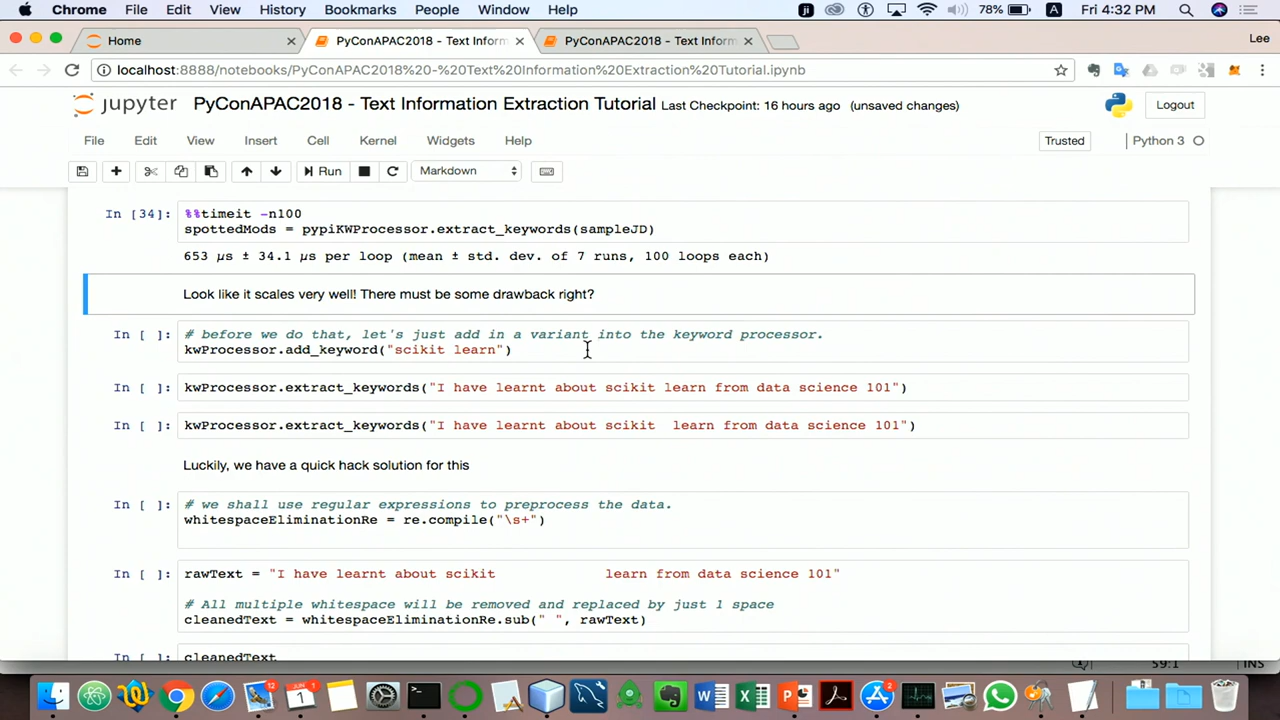 Chrome File Edit View History Bookmarks People Window Help 78% A Fri 4:32 PM
Home PyConAPAC2018 - Text Inform PyConAPAC2018 - Text Inform Lee
localhost:8888/notebooks/PyConAPAC2018%20-%20Text%20Information%20Extraction%20Tutorial.ipynb
jupyter PyConAPAC2018 - Text Information Extraction Tutorial Last Checkpoint: 16 hours ago (unsaved changes) Logout
File Edit View Insert Cell Kernel Widgets Help Trusted Python 3
Run Markdown
In [34]: %%timeit -n100
spottedMods = pypiKWProcessor.extract_keywords(sampleJD)
653 µs ± 34.1 µs per loop (mean ± std. dev. of 7 runs, 100 loops each)
Look like it scales very well! There must be some drawback right?
In [ ]: # before we do that, let's just add in a variant into the keyword processor.
kwProcessor.add_keyword("scikit learn")
In [ ]: kwProcessor.extract_keywords("I have learnt about scikit learn from data science 101")
In [ ]: kwProcessor.extract_keywords("I have learnt about scikit  learn from data science 101")
Luckily, we have a quick hack solution for this
In [ ]: # we shall use regular expressions to preprocess the data.
whitespaceEliminationRe = re.compile("\s+")
In [ ]: rawText = "I have learnt about scikit            learn from data science 101"
# All multiple whitespace will be removed and replaced by just 1 space
cleanedText = whitespaceEliminationRe.sub(" ", rawText)
In [ ]: cleanedText
59:1 INS